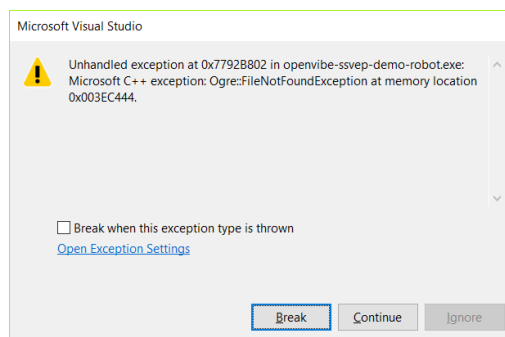 Microsoft Visual Studio
Unhandled exception at 0x7792B802 in openvibe-ssvep-demo-robot.exe:
Microsoft C++ exception: Ogre::FileNotFoundException at memory location
0x003EC444.
Break when this exception type is thrown
Open Exception Settings
Break Continue Ignore